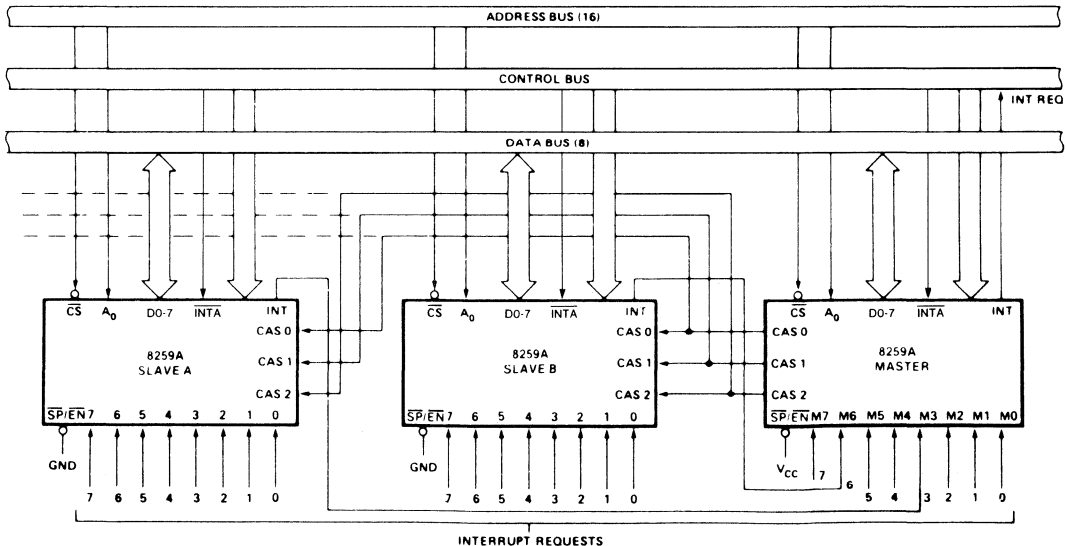 ADDRESS BUS (16)
CONTROL BUS
INT REQ
DATA BUS (8)
CS A0 D0-7 INTA INT
CAS 0
8259A
SLAVE A
CAS 1
CAS 2
SP/EN 7 6 5 4 3 2 1 0
GND
7 6 5 4 3 2 1 0
CS A0 D0-7 INTA INT
CAS 0
8259A
SLAVE B
CAS 1
CAS 2
SP/EN 7 6 5 4 3 2 1 0
GND
7 6 5 4 3 2 1 0
CS A0 D0-7 INTA INT
CAS 0
8259A
MASTER
CAS 1
CAS 2
SP/EN M7 M6 M5 M4 M3 M2 M1 M0
VCC 7 6 5 4 3 2 1 0
INTERRUPT REQUESTS